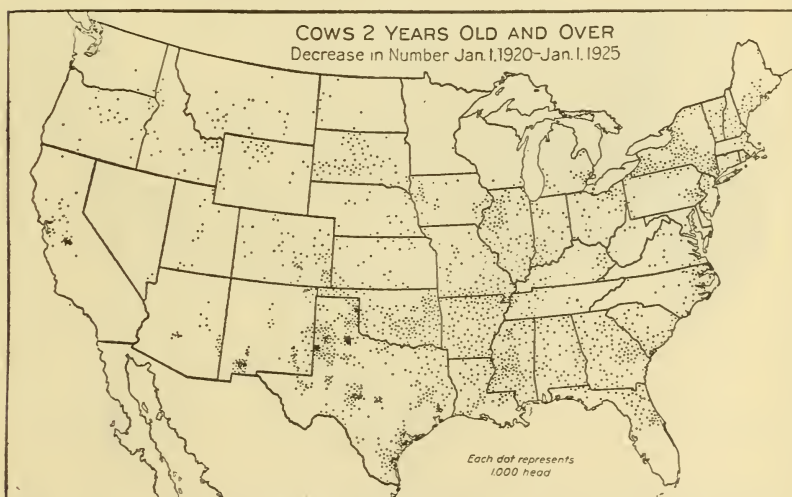 COWS 2 YEARS OLD AND OVER
Decrease in Number Jan. 1, 1920-Jan. 1, 1925
Each dot represents
1,000 head